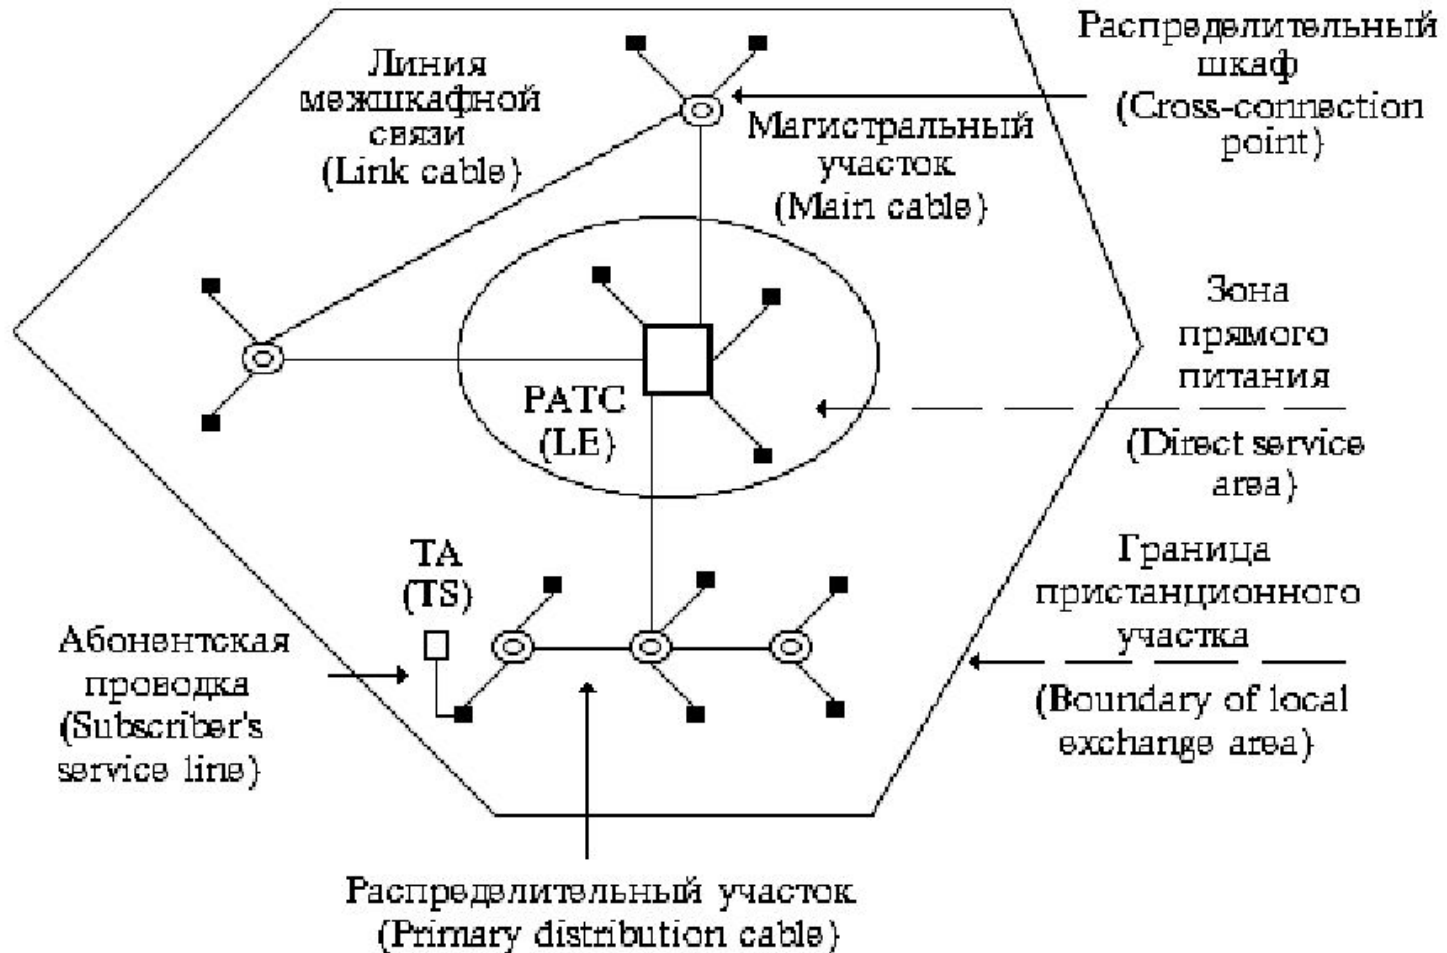 Линия
межшкафной
связи
(Link cable)
Распределительный
шкаф
(Cross-connection
point)
Магистральный
участок
(Main cable)
Зона
прямого
питания
(Direct service
area)
РАТС
(LE)
ТА
(TS)
Граница
пристанционного
участка
(Boundary of local
exchange area)
Абонентская
проводка
(Subscriber's
service line)
Распределительный участок
(Primary distribution cable)